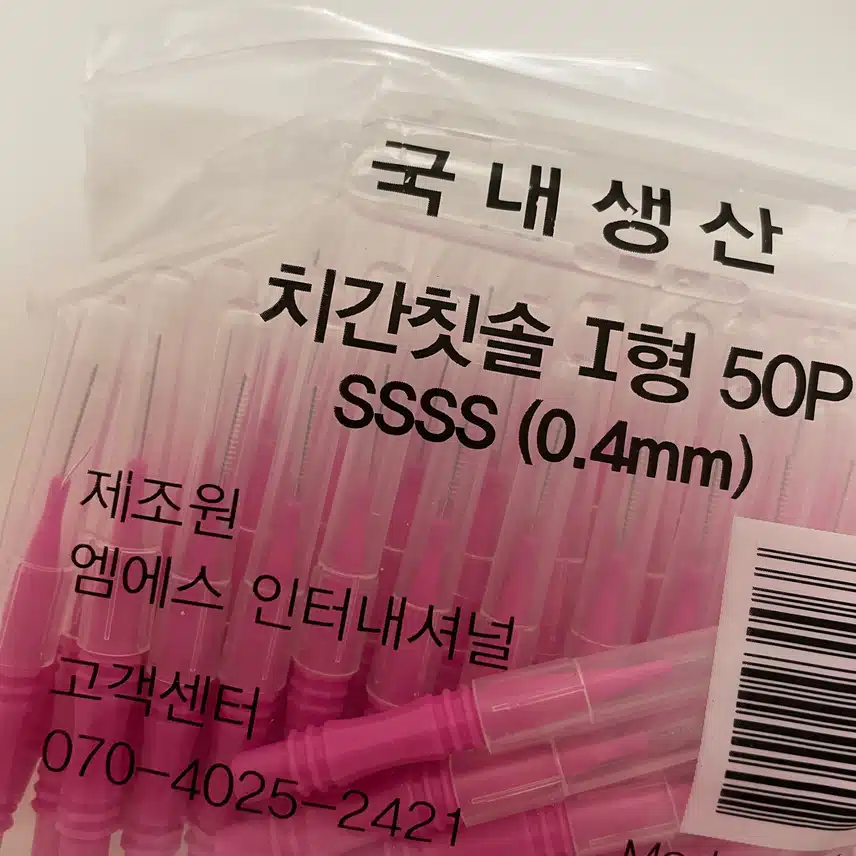 국내생산
치간칫솔 I형 50P
SSSS (0.4mm)
제조원
엠에스 인터내셔널
고객센터
070-4025-2421